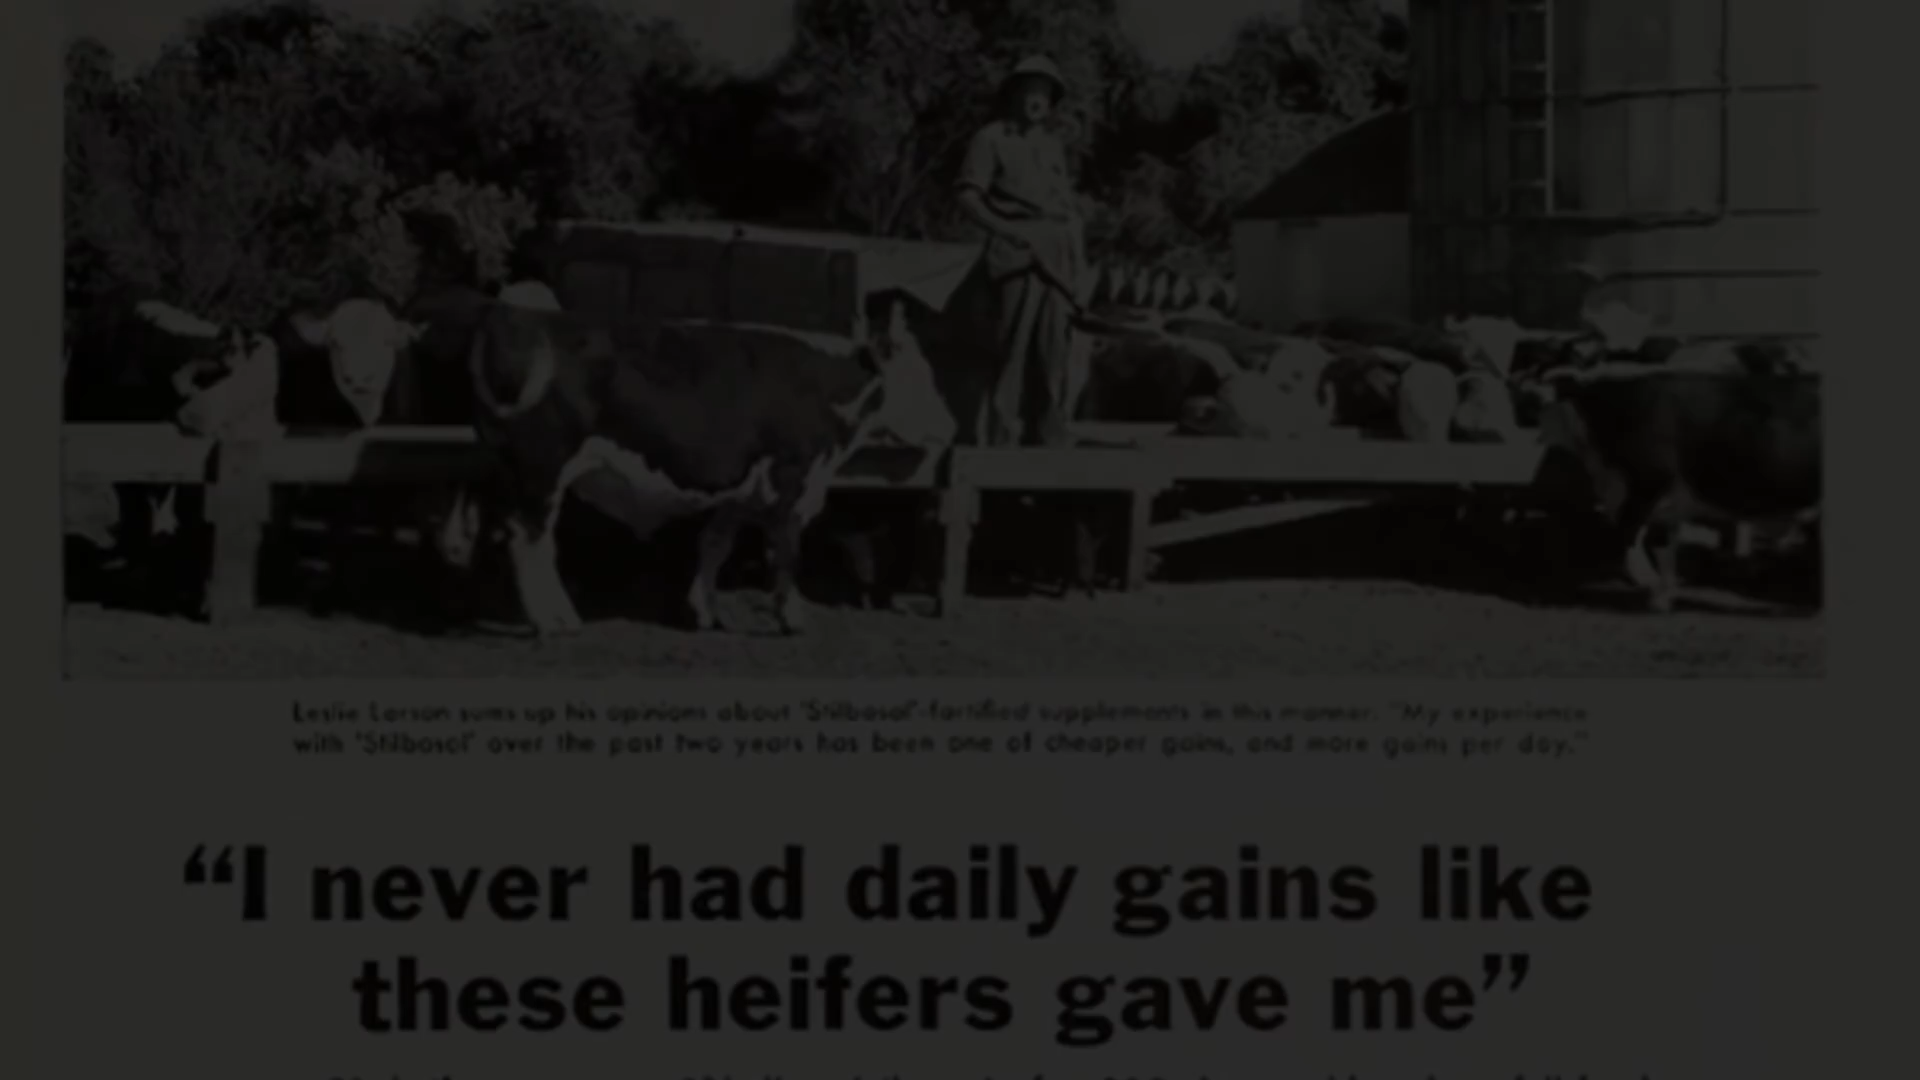 Leslie Larson sums up his opinions about 'Stilbosol'-fortified supplements in this manner. "My experience
with 'Stilbosol' over the past two years has been one of cheaper gains, and more gains per day."
“I never had daily gains like
these heifers gave me”